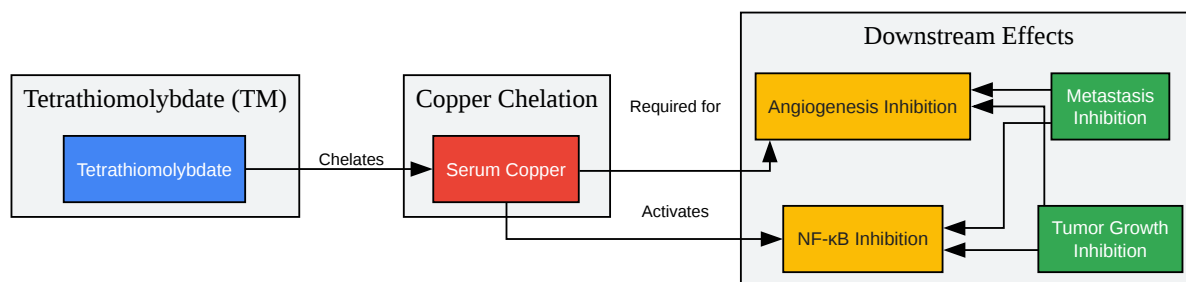 Downstream Effects
Tetrathiomolybdate (TM)
Copper Chelation
Required for
Angiogenesis Inhibition
Metastasis
Inhibition
Tetrathiomolybdate
Chelates
Serum Copper
Activates
NF-κB Inhibition
Tumor Growth
Inhibition